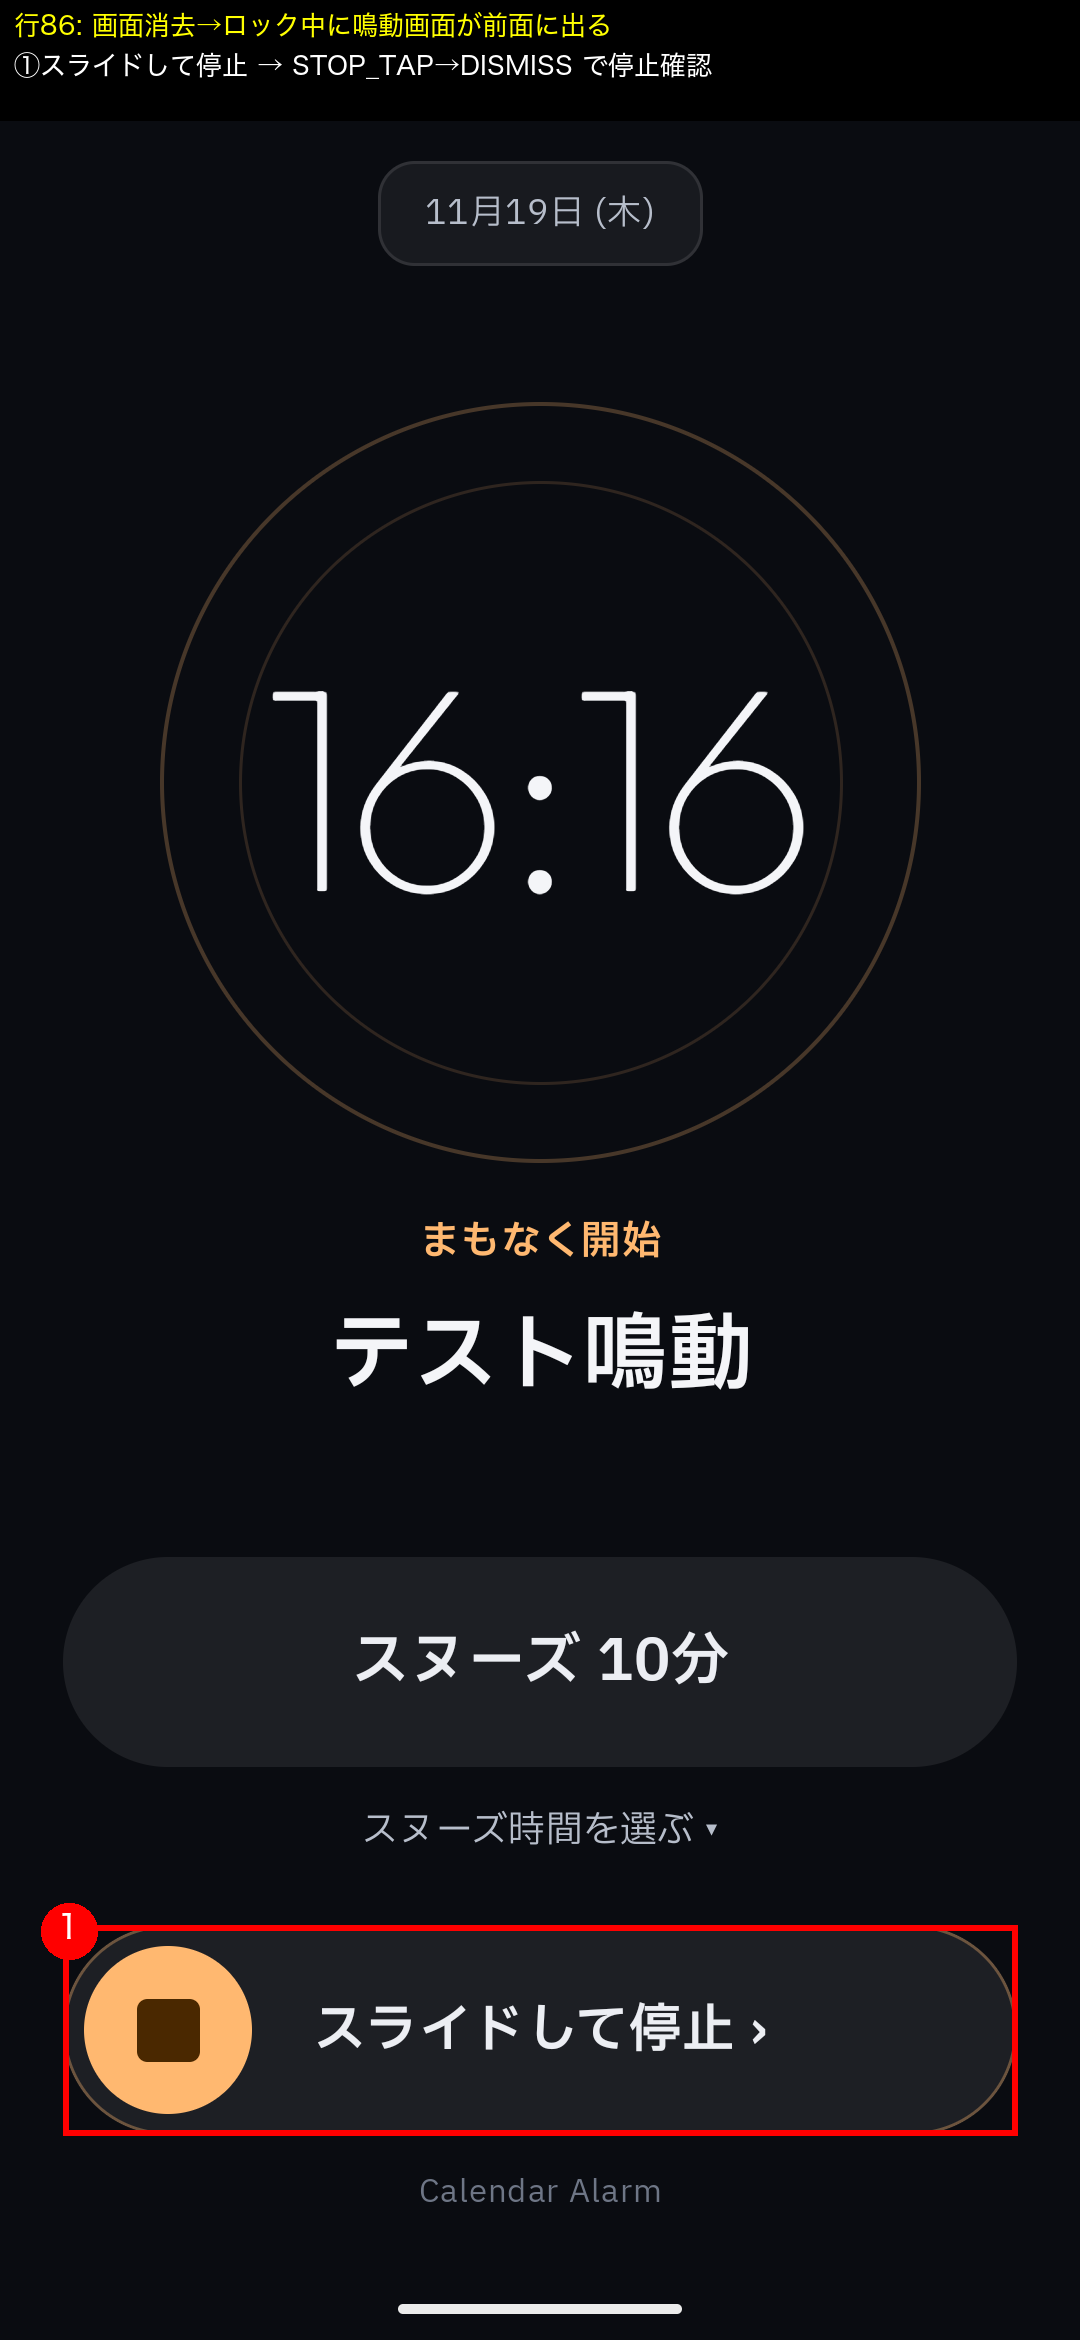 行86: 画面消去→ロック中に鳴動画面が前面に出る
①スライドして停止 → STOP_TAP→DISMISS で停止確認
11月19日 (木)
16:16
まもなく開始
テスト鳴動
スヌーズ 10分
スヌーズ時間を選ぶ ▾
1
スライドして停止 ›
Calendar Alarm